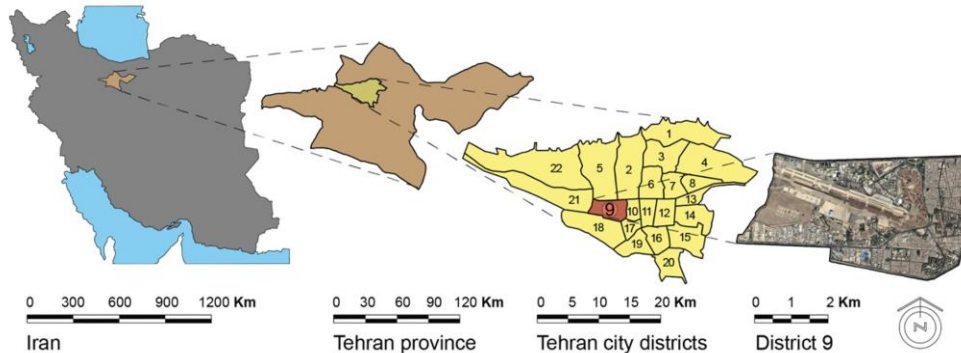 1
3
4
22
5
2
6
7
8
21
13
9
10
11
12
14
18
17
16
15
19
20
0 300 600 900 1200 Km
Iran
0 30 60 90 120 Km
Tehran province
0 5 10 15 20 Km
Tehran city districts
0 1 2 Km
District 9
N